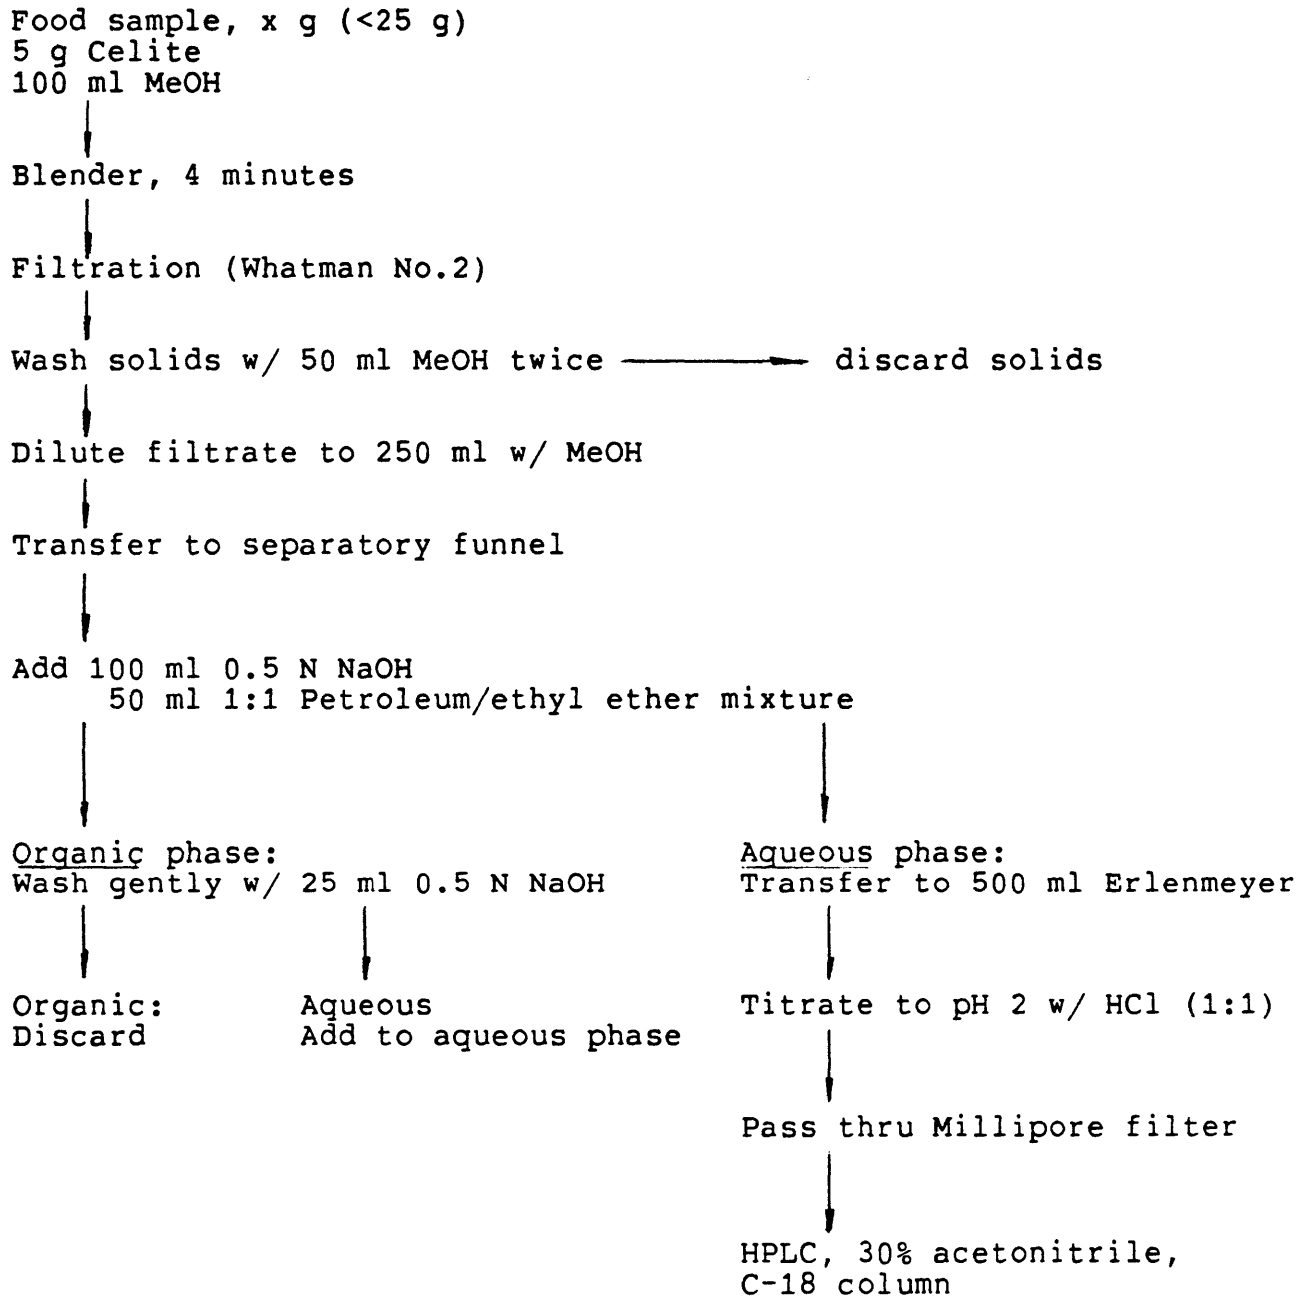 Food sample, x g (<25 g)
5 g Celite
100 ml MeOH
Blender, 4 minutes
Filtration (Whatman No.2)
Wash solids w/ 50 ml MeOH twice
discard solids
Dilute filtrate to 250 ml w/ MeOH
Transfer to separatory funnel
Add 100 ml 0.5 N NaOH
50 ml 1:1 Petroleum/ethyl ether mixture
Organic phase:
Wash gently w/ 25 ml 0.5 N NaOH
Organic:
Discard
Aqueous
Add to aqueous phase
Aqueous phase:
Transfer to 500 ml Erlenmeyer
Titrate to pH 2 w/ HCl (1:1)
Pass thru Millipore filter
HPLC, 30% acetonitrile,
C-18 column